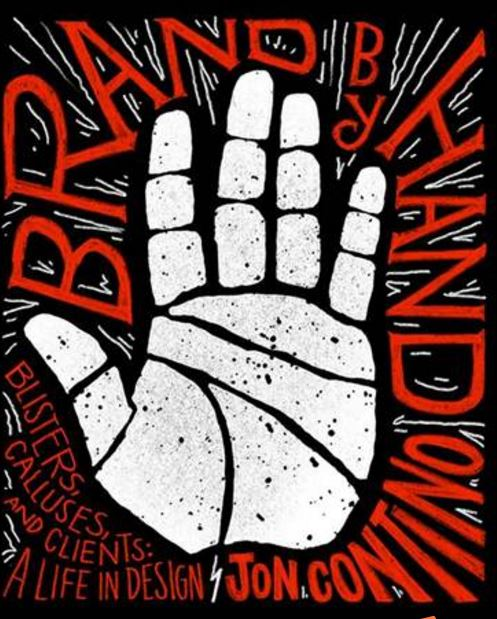 BRAND
By
HAND
BLISTERS,
CALLUSES,
AND CLIENTS:
A LIFE IN DESIGN
JON CONTINO